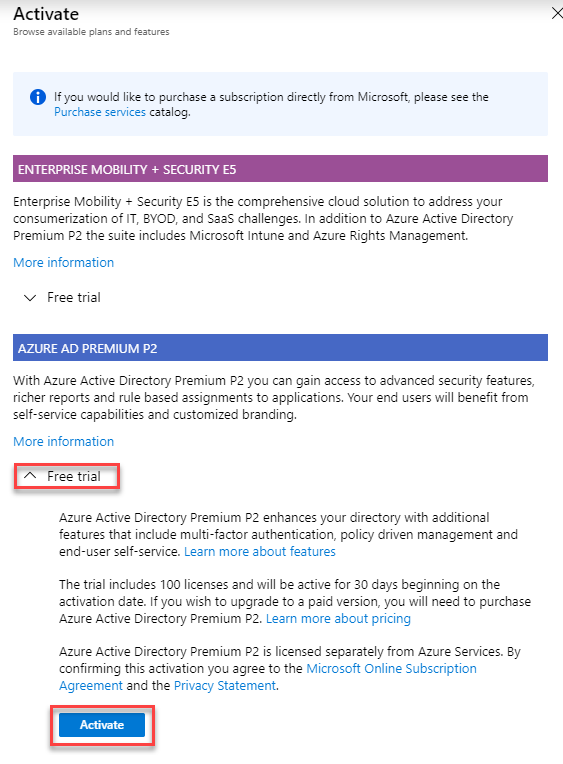 Activate
Browse available plans and features
If you would like to purchase a subscription directly from Microsoft, please see the
Purchase services catalog.
ENTERPRISE MOBILITY + SECURITY E5
Enterprise Mobility + Security E5 is the comprehensive cloud solution to address your
consumerization of IT, BYOD, and SaaS challenges. In addition to Azure Active Directory
Premium P2 the suite includes Microsoft Intune and Azure Rights Management.
More information
Free trial
AZURE AD PREMIUM P2
With Azure Active Directory Premium P2 you can gain access to advanced security features,
richer reports and rule based assignments to applications. Your end users will benefit from
self-service capabilities and customized branding.
More information
Free trial
Azure Active Directory Premium P2 enhances your directory with additional
features that include multi-factor authentication, policy driven management and
end-user self-service. Learn more about features
The trial includes 100 licenses and will be active for 30 days beginning on the
activation date. If you wish to upgrade to a paid version, you will need to purchase
Azure Active Directory Premium P2. Learn more about pricing
Azure Active Directory Premium P2 is licensed separately from Azure Services. By
confirming this activation you agree to the Microsoft Online Subscription
Agreement and the Privacy Statement.
Activate